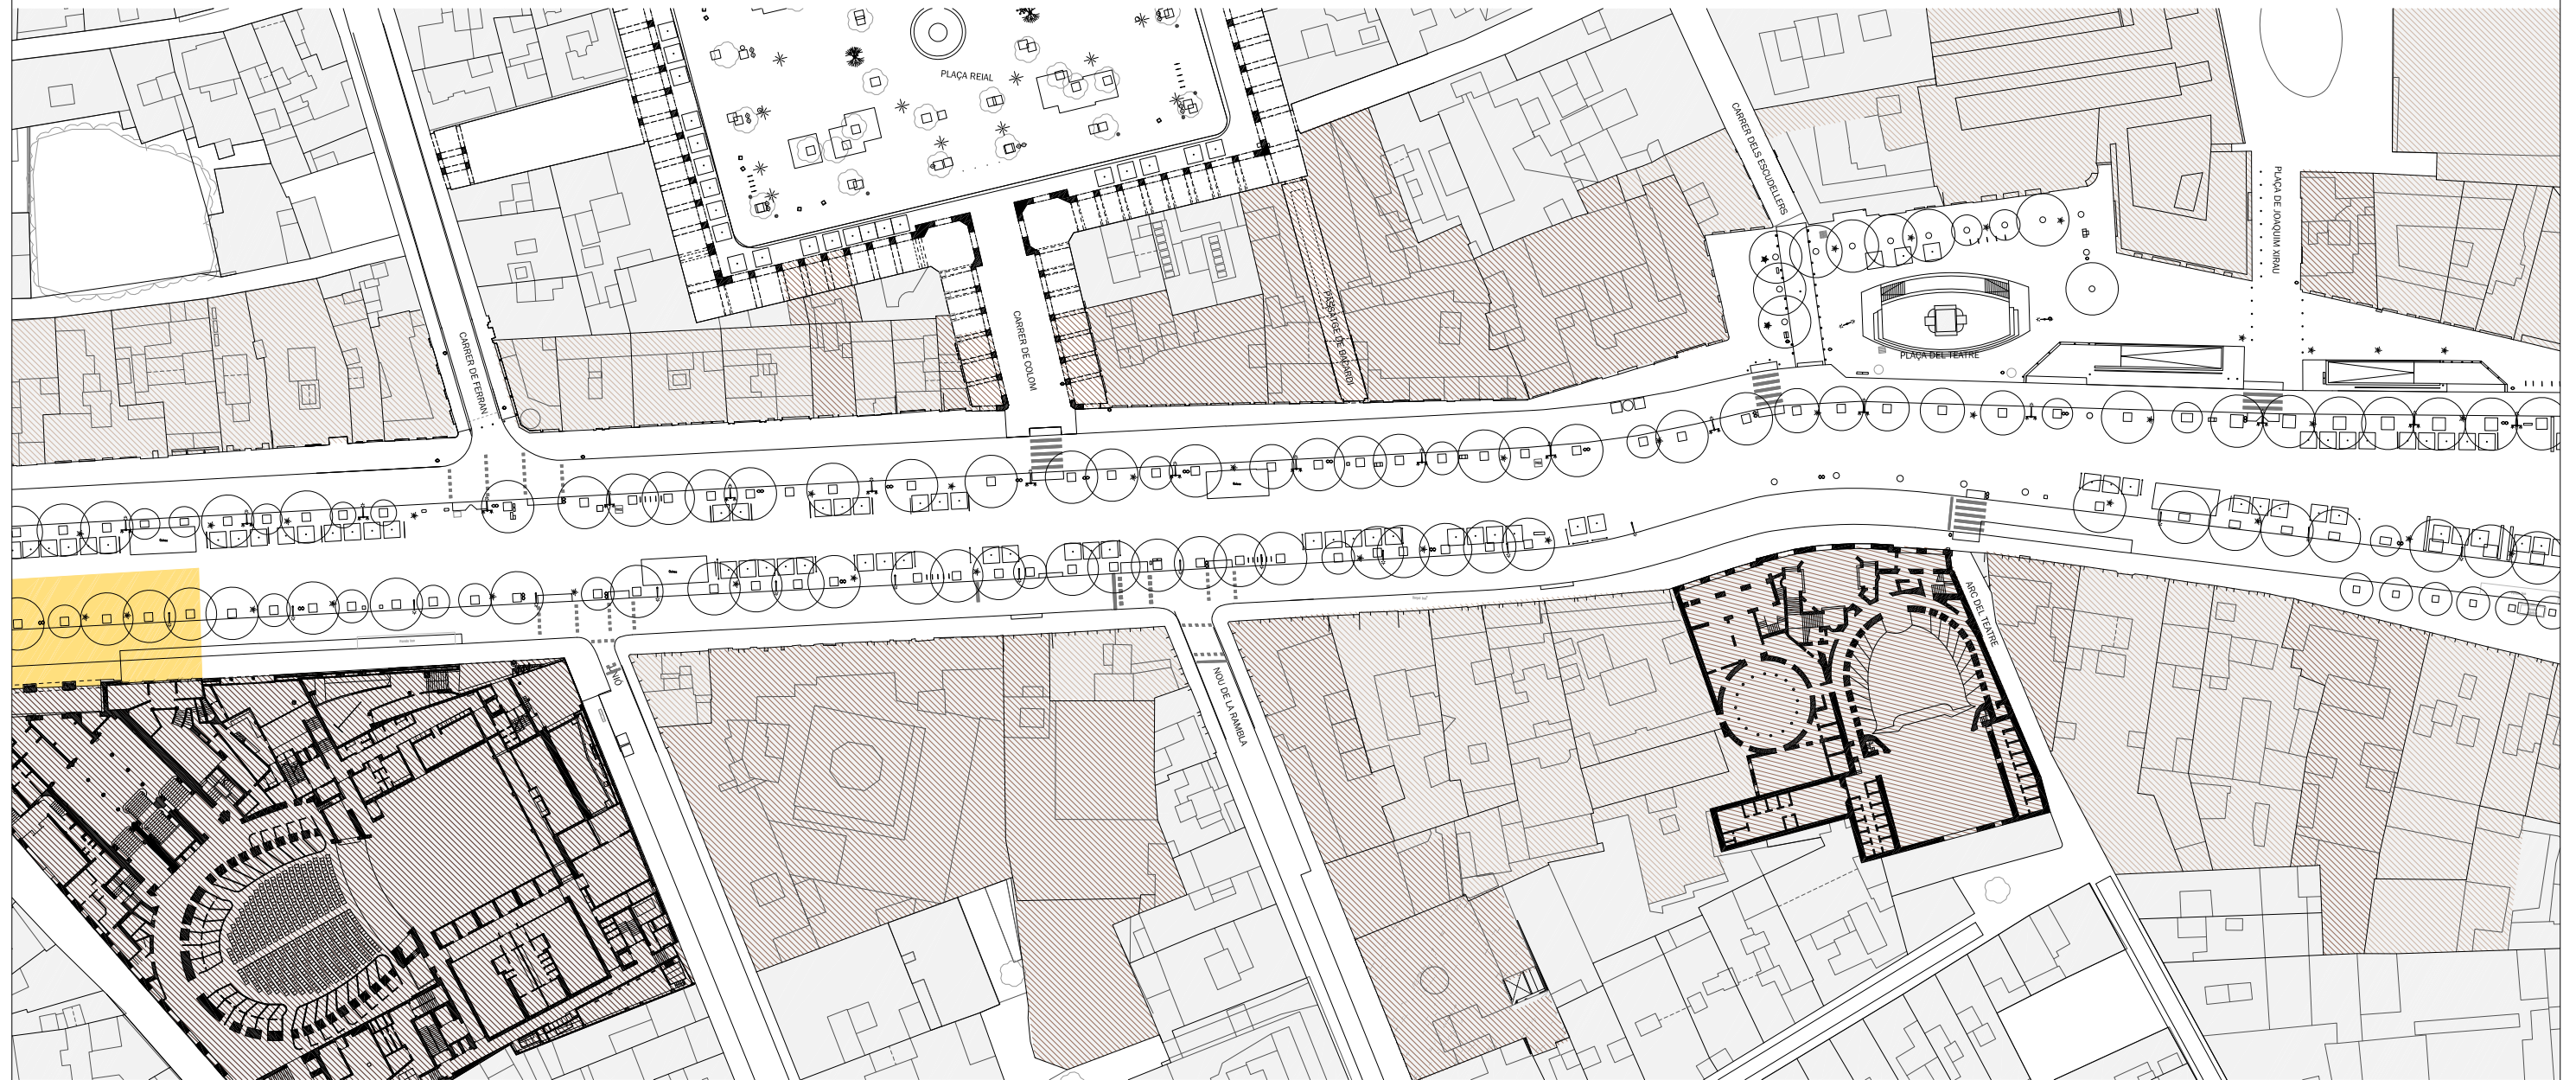 PLAÇA REIAL
CARRER DELS ESCUDELLERS
PLAÇA DE JOAQUIM XIRAU
CARRER DE FERRAN
CARRER DE COLOM
PASSATGE DE BACARDÍ
PLAÇA DEL TEATRE
ARC DEL TEATRE
UNIÓ
NOU DE LA RAMBLA